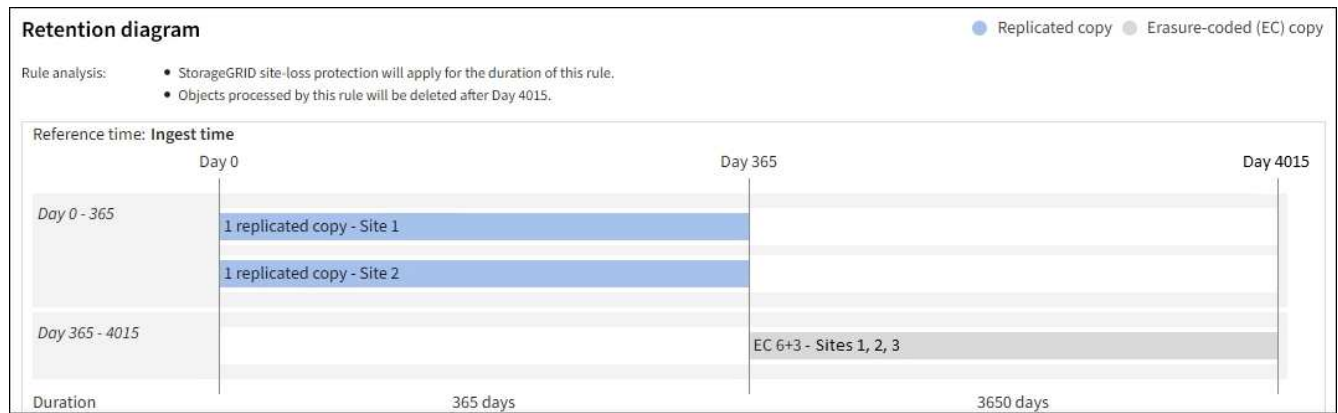 Retention diagram
Replicated copy Erasure-coded (EC) copy
Rule analysis:
• StorageGRID site-loss protection will apply for the duration of this rule.
• Objects processed by this rule will be deleted after Day 4015.
Reference time: Ingest time
Day 0 Day 365 Day 4015
Day 0 - 365
1 replicated copy - Site 1
1 replicated copy - Site 2
Day 365 - 4015
EC 6+3 - Sites 1, 2, 3
Duration 365 days 3650 days